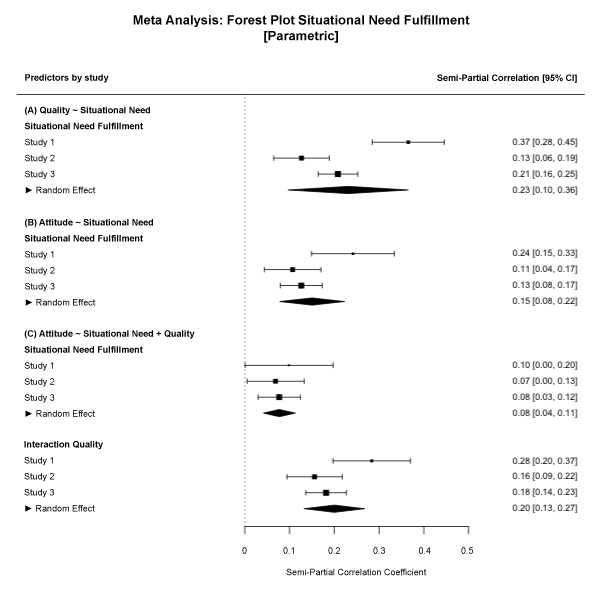 Meta Analysis: Forest Plot Situational Need Fulfillment
[Parametric]
Predictors by study Semi-Partial Correlation [95% CI]
(A) Quality ~ Situational Need
Situational Need Fulfillment
Study 1 0.37 [0.28, 0.45]
Study 2 0.13 [0.06, 0.19]
Study 3 0.21 [0.16, 0.25]
► Random Effect 0.23 [0.10, 0.36]
(B) Attitude ~ Situational Need
Situational Need Fulfillment
Study 1 0.24 [0.15, 0.33]
Study 2 0.11 [0.04, 0.17]
Study 3 0.13 [0.08, 0.17]
► Random Effect 0.15 [0.08, 0.22]
(C) Attitude ~ Situational Need + Quality
Situational Need Fulfillment
Study 1 0.10 [0.00, 0.20]
Study 2 0.07 [0.00, 0.13]
Study 3 0.08 [0.03, 0.12]
► Random Effect 0.08 [0.04, 0.11]
Interaction Quality
Study 1 0.28 [0.20, 0.37]
Study 2 0.16 [0.09, 0.22]
Study 3 0.18 [0.14, 0.23]
► Random Effect 0.20 [0.13, 0.27]
0 0.1 0.2 0.3 0.4 0.5
Semi-Partial Correlation Coefficient